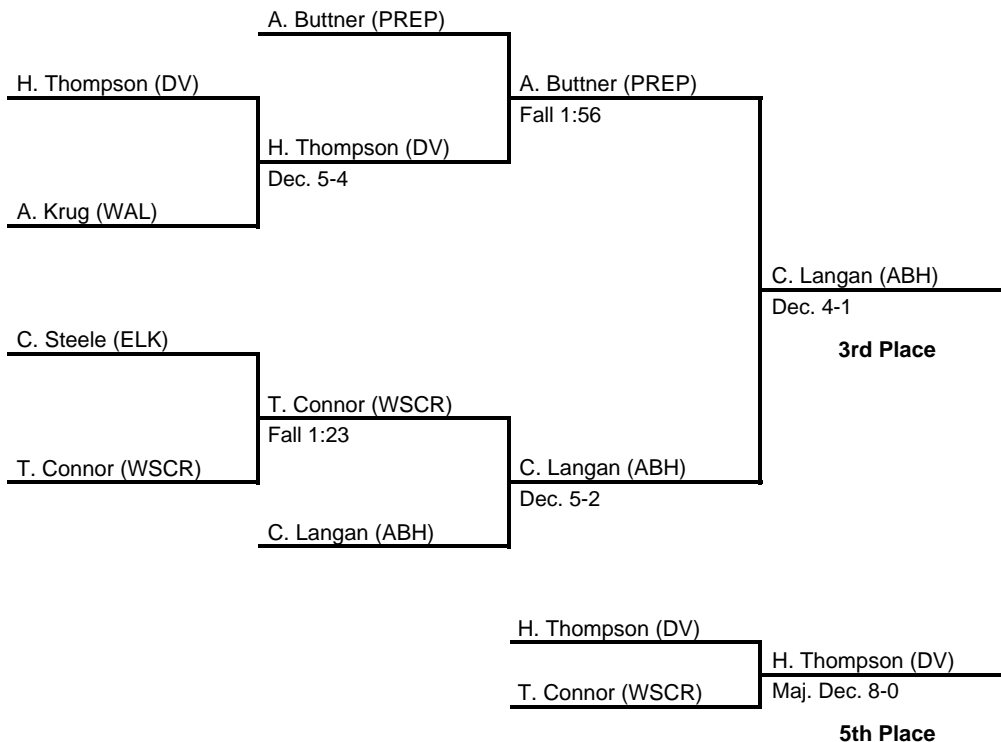 A. Buttner (PREP)
H. Thompson (DV)
A. Buttner (PREP)
Fall 1:56
H. Thompson (DV)
Dec. 5-4
A. Krug (WAL)
C. Langan (ABH)
Dec. 4-1
3rd Place
C. Steele (ELK)
T. Connor (WSCR)
Fall 1:23
T. Connor (WSCR)
C. Langan (ABH)
Dec. 5-2
C. Langan (ABH)
H. Thompson (DV)
H. Thompson (DV)
Maj. Dec. 8-0
T. Connor (WSCR)
5th Place